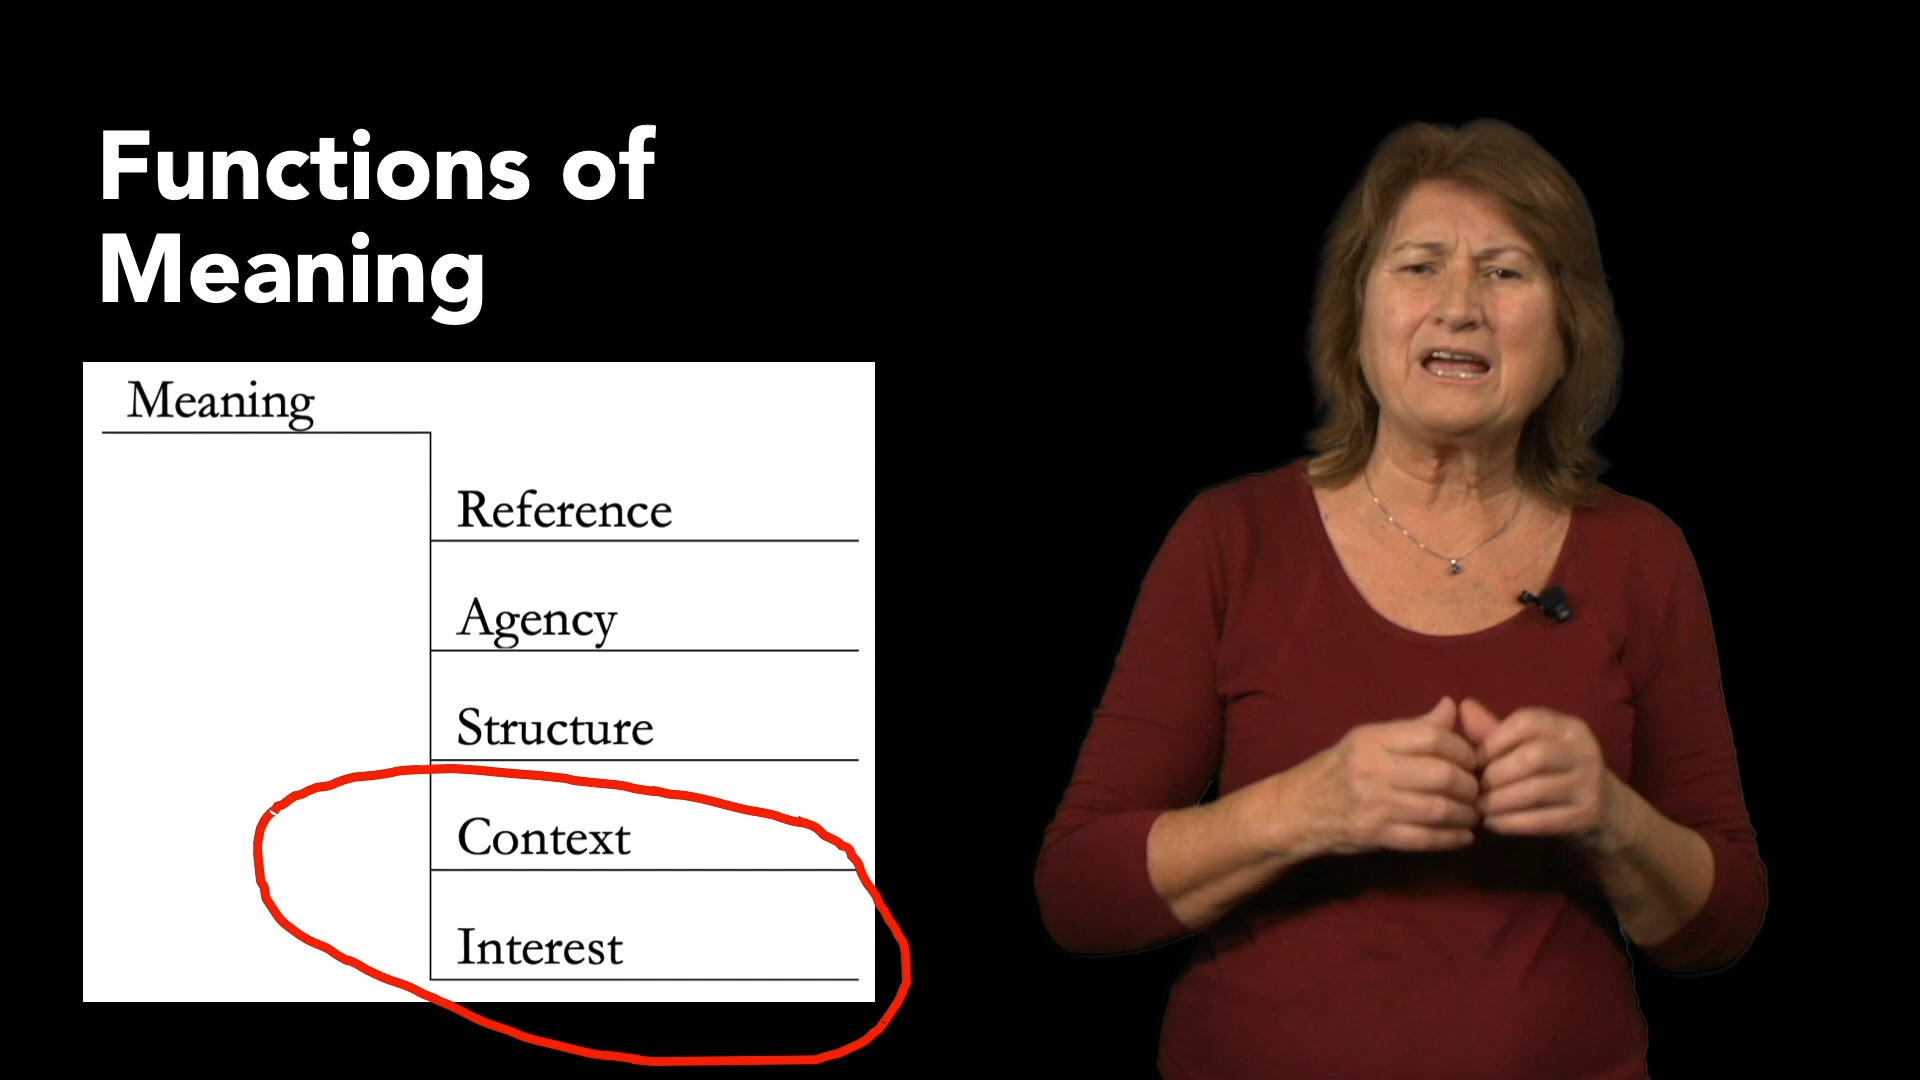 Functions of
Meaning
Meaning
Reference
Agency
Structure
Context
Interest